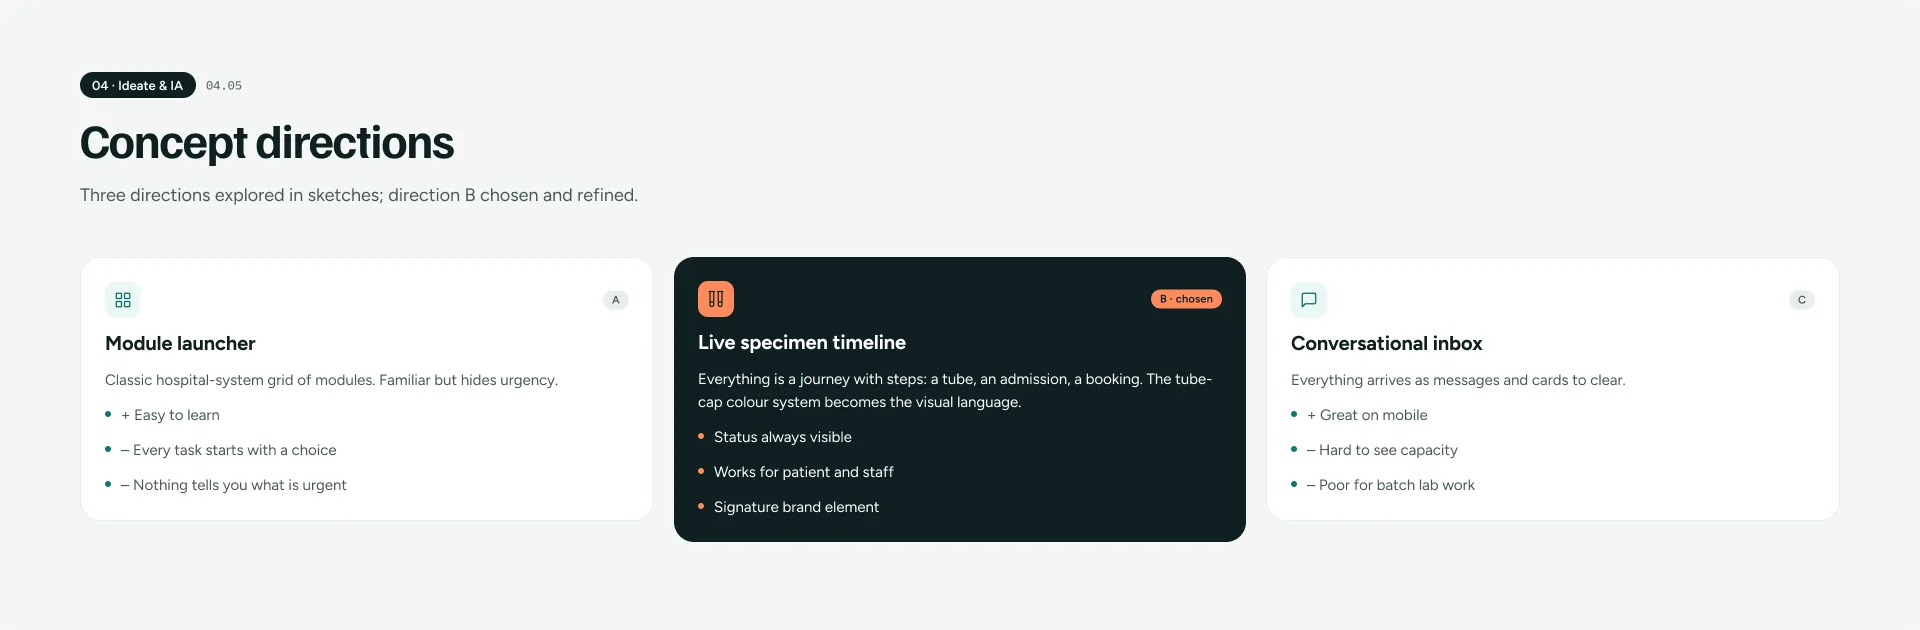 04 · Ideate & IA 04.05
Concept directions
Three directions explored in sketches; direction B chosen and refined.
A
Module launcher
Classic hospital-system grid of modules. Familiar but hides urgency.
+ Easy to learn
– Every task starts with a choice
– Nothing tells you what is urgent
B · chosen
Live specimen timeline
Everything is a journey with steps: a tube, an admission, a booking. The tube-
cap colour system becomes the visual language.
Status always visible
Works for patient and staff
Signature brand element
C
Conversational inbox
Everything arrives as messages and cards to clear.
+ Great on mobile
– Hard to see capacity
– Poor for batch lab work